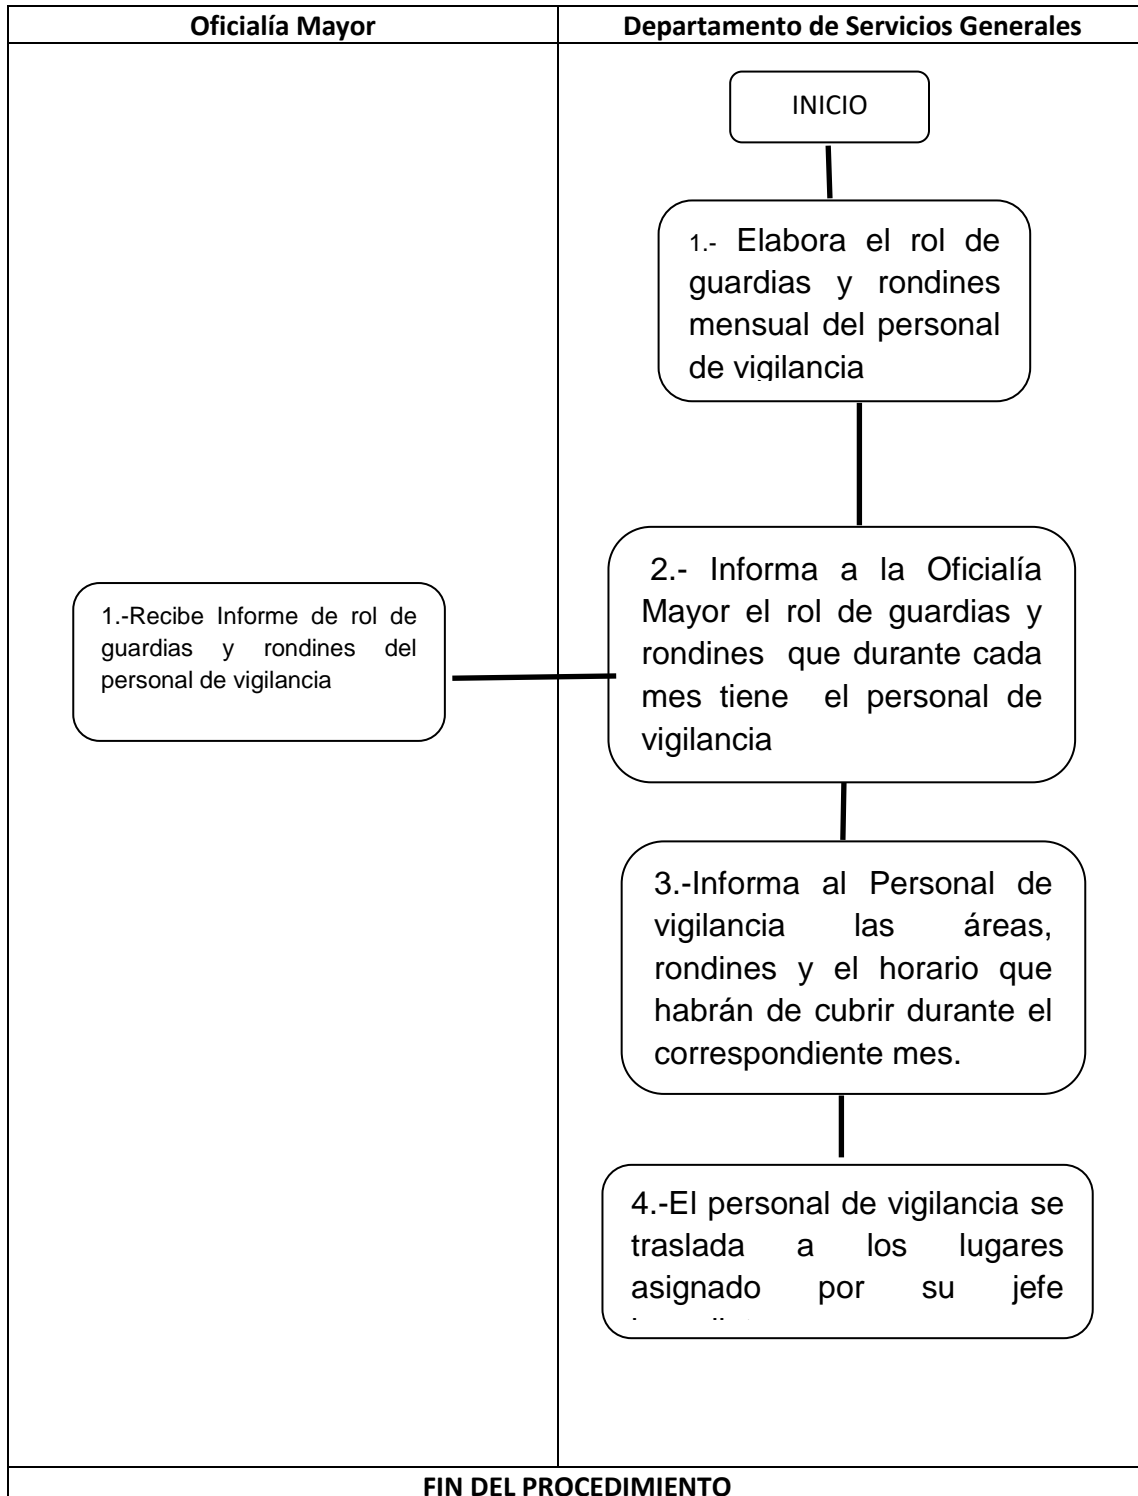 Oficialía Mayor
Departamento de Servicios Generales
INICIO
1.- Elabora el rol de
guardias y rondines
mensual del personal
de vigilancia
2.- Informa a la Oficialía
Mayor el rol de guardias y
rondines que durante cada
mes tiene el personal de
vigilancia
1.-Recibe Informe de rol de
guardias y rondines del
personal de vigilancia
3.-Informa al Personal de
vigilancia las áreas,
rondines y el horario que
habrán de cubrir durante el
correspondiente mes.
4.-El personal de vigilancia se
traslada a los lugares
asignado por su jefe
FIN DEL PROCEDIMIENTO